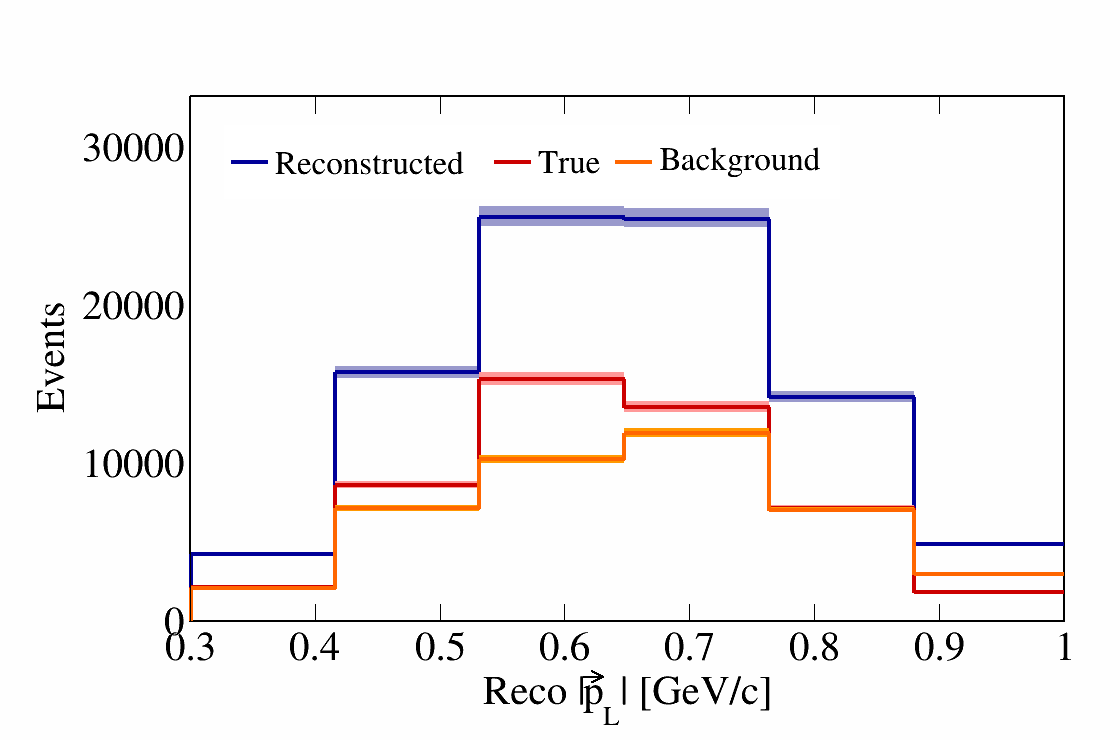 30000
Reconstructed True Background
20000
Events
10000
0
0.3 0.4 0.5 0.6 0.7 0.8 0.9 1
Reco |p⃗_L| [GeV/c]